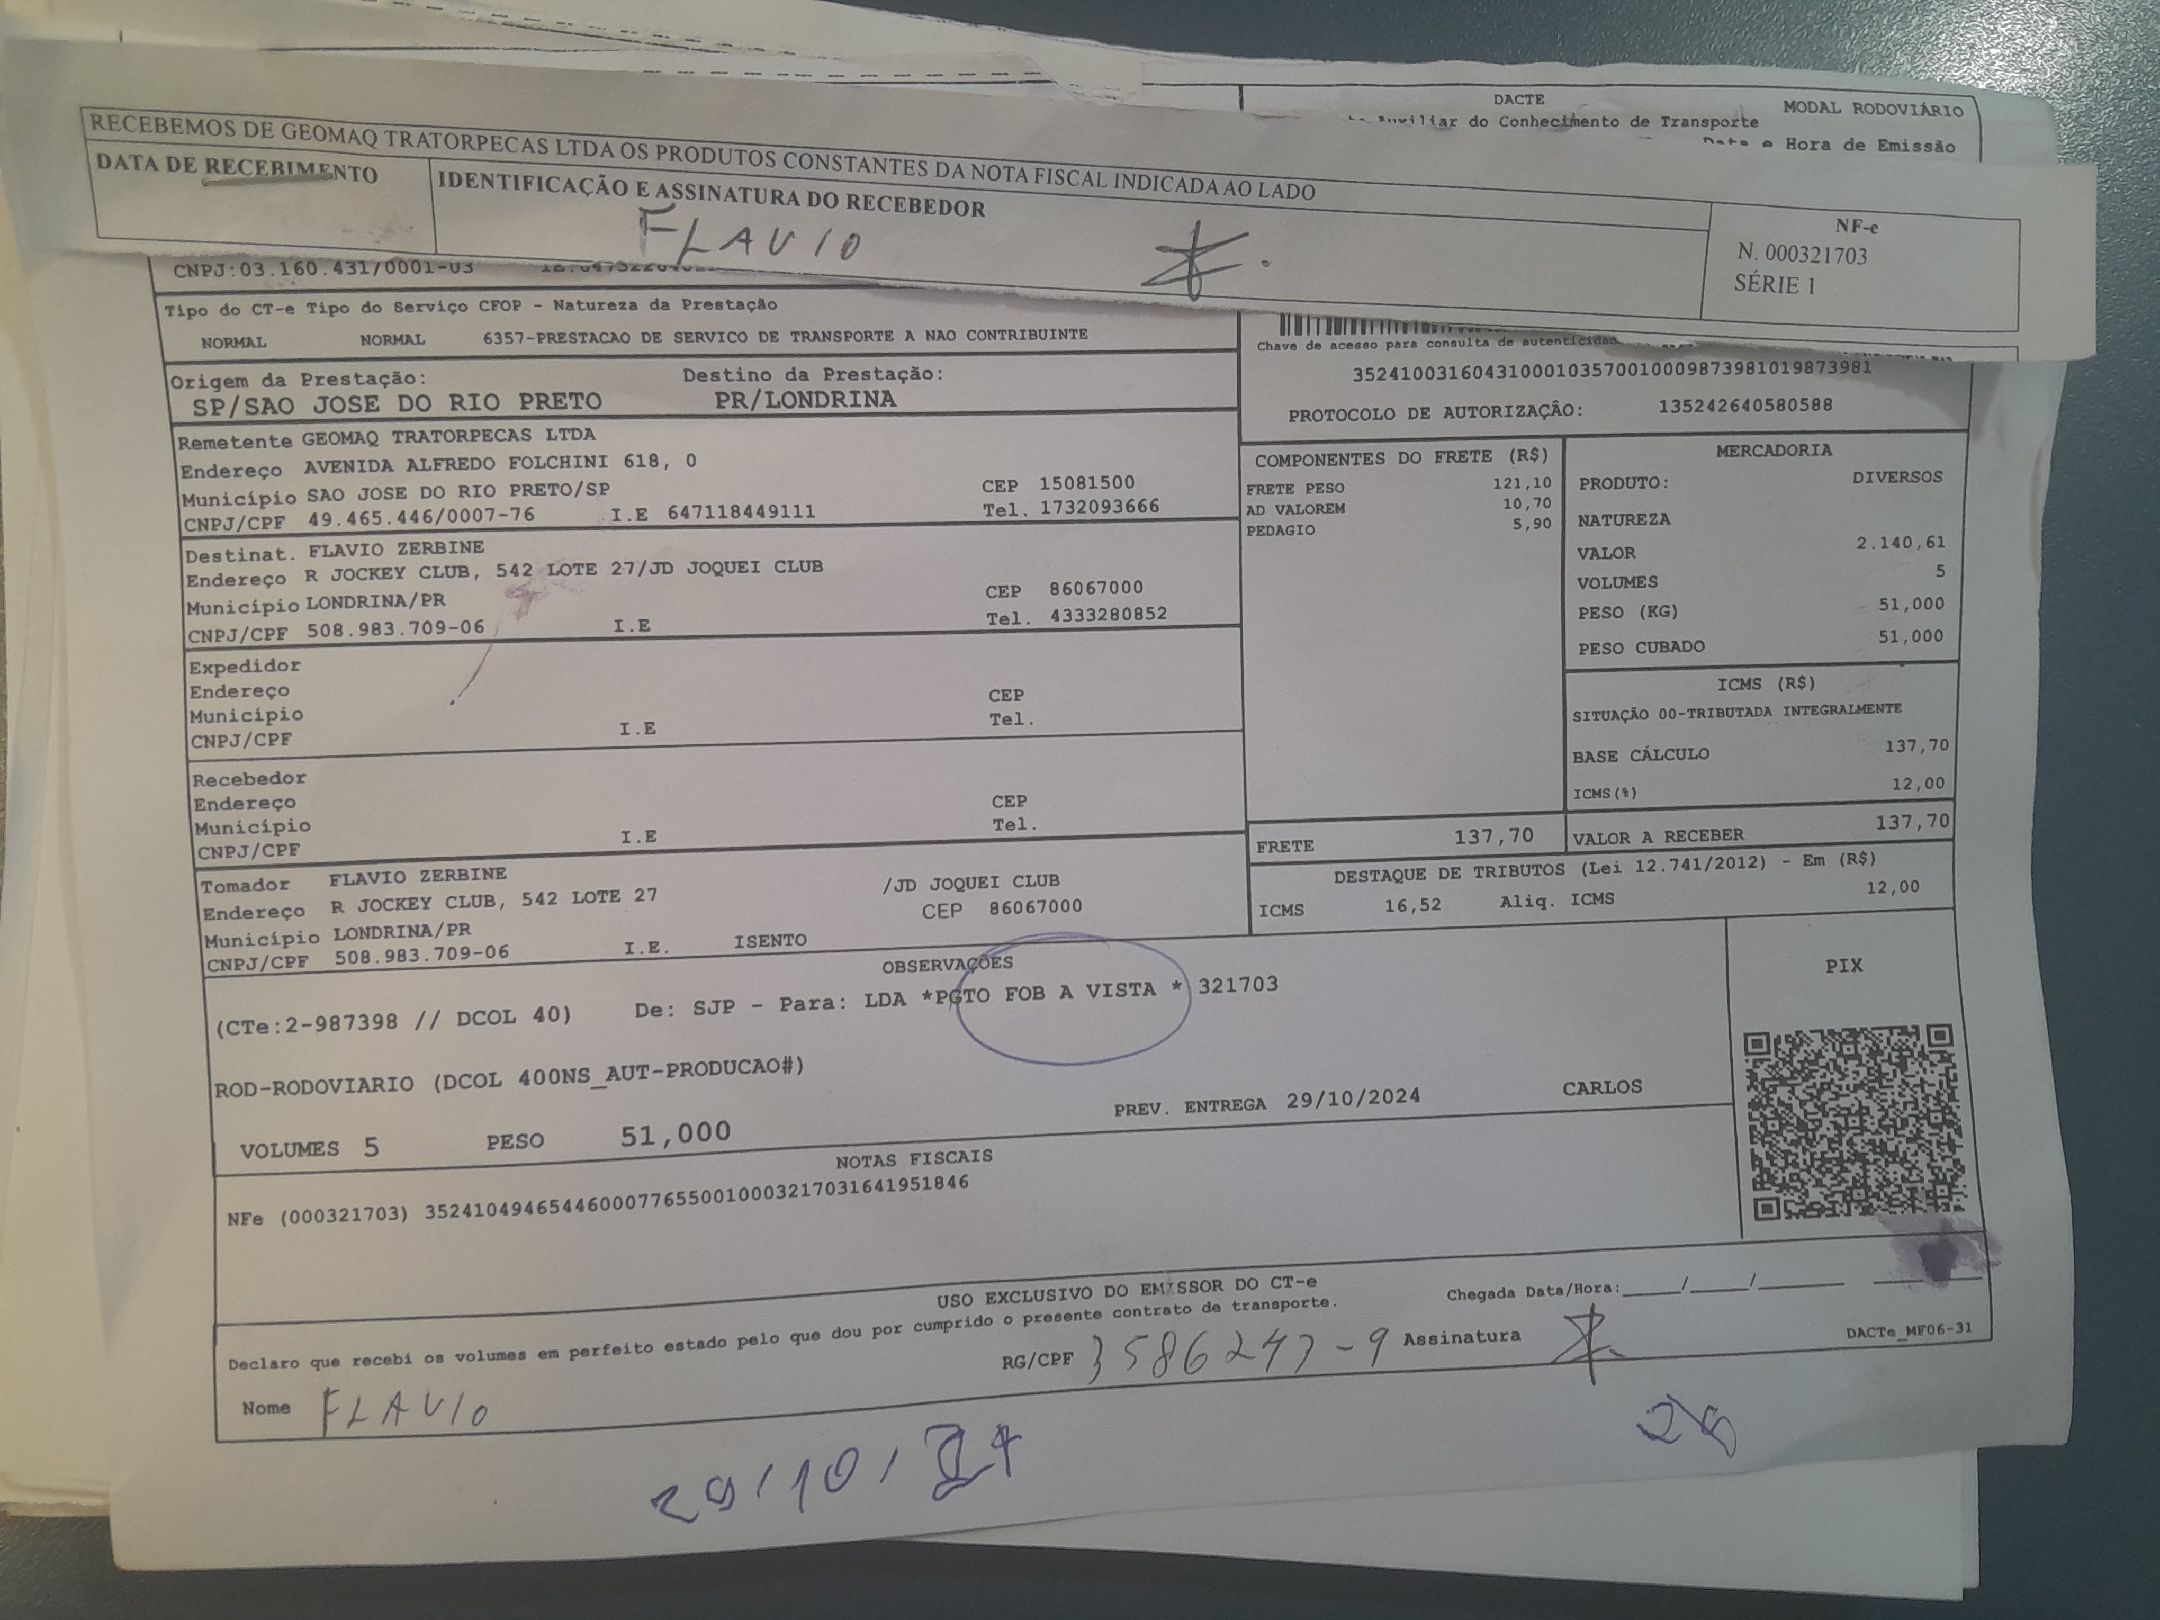 DACTE
MODAL RODOVIÁRIO
Auxiliar do Conhecimento de Transporte
Hora de Emissão
RECEBEMOS DE GEOMAQ TRATORPECAS LTDA OS PRODUTOS CONSTANTES DA NOTA FISCAL INDICADA AO LADO
DATA DE RECEBIMENTO
IDENTIFICAÇÃO E ASSINATURA DO RECEBEDOR
FLAVIO
NF-e
N. 000321703
SÉRIE 1
CNPJ:03.160.431/0001-03
Tipo do CT-e Tipo do Serviço CFOP - Natureza da Prestação
NORMAL NORMAL 6357-PRESTACAO DE SERVICO DE TRANSPORTE A NAO CONTRIBUINTE
Chave de acesso para consulta de autenticidad
35241003160431000103570010009873981019873981
PROTOCOLO DE AUTORIZAÇÂO: 135242640580588
Origem da Prestação: Destino da Prestação:
SP/SAO JOSE DO RIO PRETO PR/LONDRINA
Remetente GEOMAQ TRATORPECAS LTDA
Endereço AVENIDA ALFREDO FOLCHINI 618, 0
Município SAO JOSE DO RIO PRETO/SP CEP 15081500
CNPJ/CPF 49.465.446/0007-76 I.E 647118449111 Tel. 1732093666
Destinat. FLAVIO ZERBINE
Endereço R JOCKEY CLUB, 542 LOTE 27/JD JOQUEI CLUB
Município LONDRINA/PR CEP 86067000
CNPJ/CPF 508.983.709-06 I.E Tel. 4333280852
Expedidor
Endereço
Município CEP
CNPJ/CPF I.E Tel.
Recebedor
Endereço
Município CEP
CNPJ/CPF I.E Tel.
Tomador FLAVIO ZERBINE
Endereço R JOCKEY CLUB, 542 LOTE 27 /JD JOQUEI CLUB
Município LONDRINA/PR CEP 86067000
CNPJ/CPF 508.983.709-06 I.E. ISENTO
COMPONENTES DO FRETE (R$)
FRETE PESO 121,10
AD VALOREM 10,70
PEDAGIO 5,90
MERCADORIA
PRODUTO: DIVERSOS
NATUREZA
VALOR 2.140,61
VOLUMES 5
PESO (KG) 51,000
PESO CUBADO 51,000
ICMS (R$)
SITUAÇÃO 00-TRIBUTADA INTEGRALMENTE
BASE CÁLCULO 137,70
ICMS(%) 12,00
FRETE 137,70 VALOR A RECEBER 137,70
DESTAQUE DE TRIBUTOS (Lei 12.741/2012) - Em (R$)
ICMS 16,52 Aliq. ICMS 12,00
OBSERVAÇÕES
(CTe:2-987398 // DCOL 40) De: SJP - Para: LDA *PGTO FOB A VISTA * 321703
ROD-RODOVIARIO (DCOL 400NS_AUT-PRODUCAO#)
PREV. ENTREGA 29/10/2024 CARLOS
VOLUMES 5 PESO 51,000
PIX
NOTAS FISCAIS
NFe (000321703) 35241049465446000776550010003217031641951846
USO EXCLUSIVO DO EMISSOR DO CT-e
Declaro que recebi os volumes em perfeito estado pelo que dou por cumprido o presente contrato de transporte.
Chegada Data/Hora:_____/_____/________
Nome FLAVIO RG/CPF 3586247-9 Assinatura
DACTe_MF06-31
29/10/24